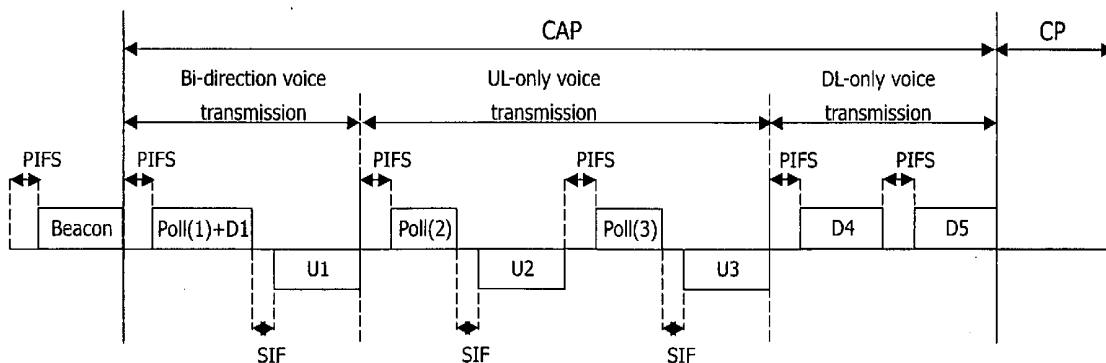 CAP
CP
Bi-direction voice
transmission
UL-only voice
transmission
DL-only voice
transmission
PIFS
PIFS
PIFS
PIFS
PIFS
PIFS
Beacon
Poll(1)+D1
Poll(2)
Poll(3)
D4
D5
U1
U2
U3
SIF
SIF
SIF